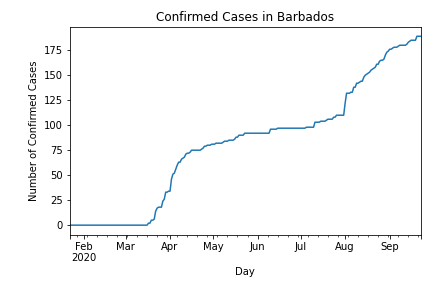 Confirmed Cases in Barbados
Number of Confirmed Cases
175
150
125
100
75
50
25
0
Feb Mar Apr May Jun Jul Aug Sep
2020
Day